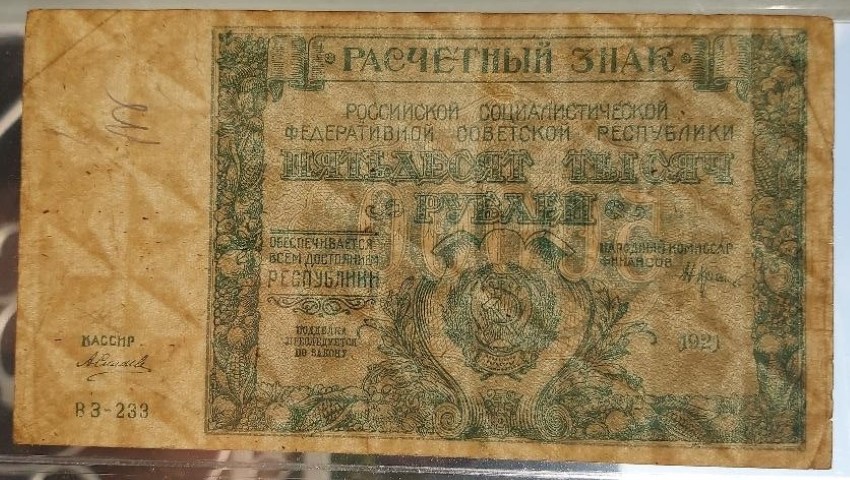 РАСЧЕТНЫЙ ЗНАК
РОССИЙСКОЙ СОЦИАЛИСТИЧЕСКОЙ
ФЕДЕРАТИВНОЙ СОВЕТСКОЙ РЕСПУБЛИКИ
ПЯТЬДЕСЯТ ТЫСЯЧ
РУБЛЕЙ
ОБЕСПЕЧИВАЕТСЯ
ВСЕМ ДОСТОЯНИЕМ
РЕСПУБЛИКИ
ПОДДЕЛКА
ПРЕСЛЕДУЕТСЯ
ПО ЗАКОНУ
НАРОДНЫЙ КОМИССАР
ФИНАНСОВ
1921
КАССИР
ВЗ-233